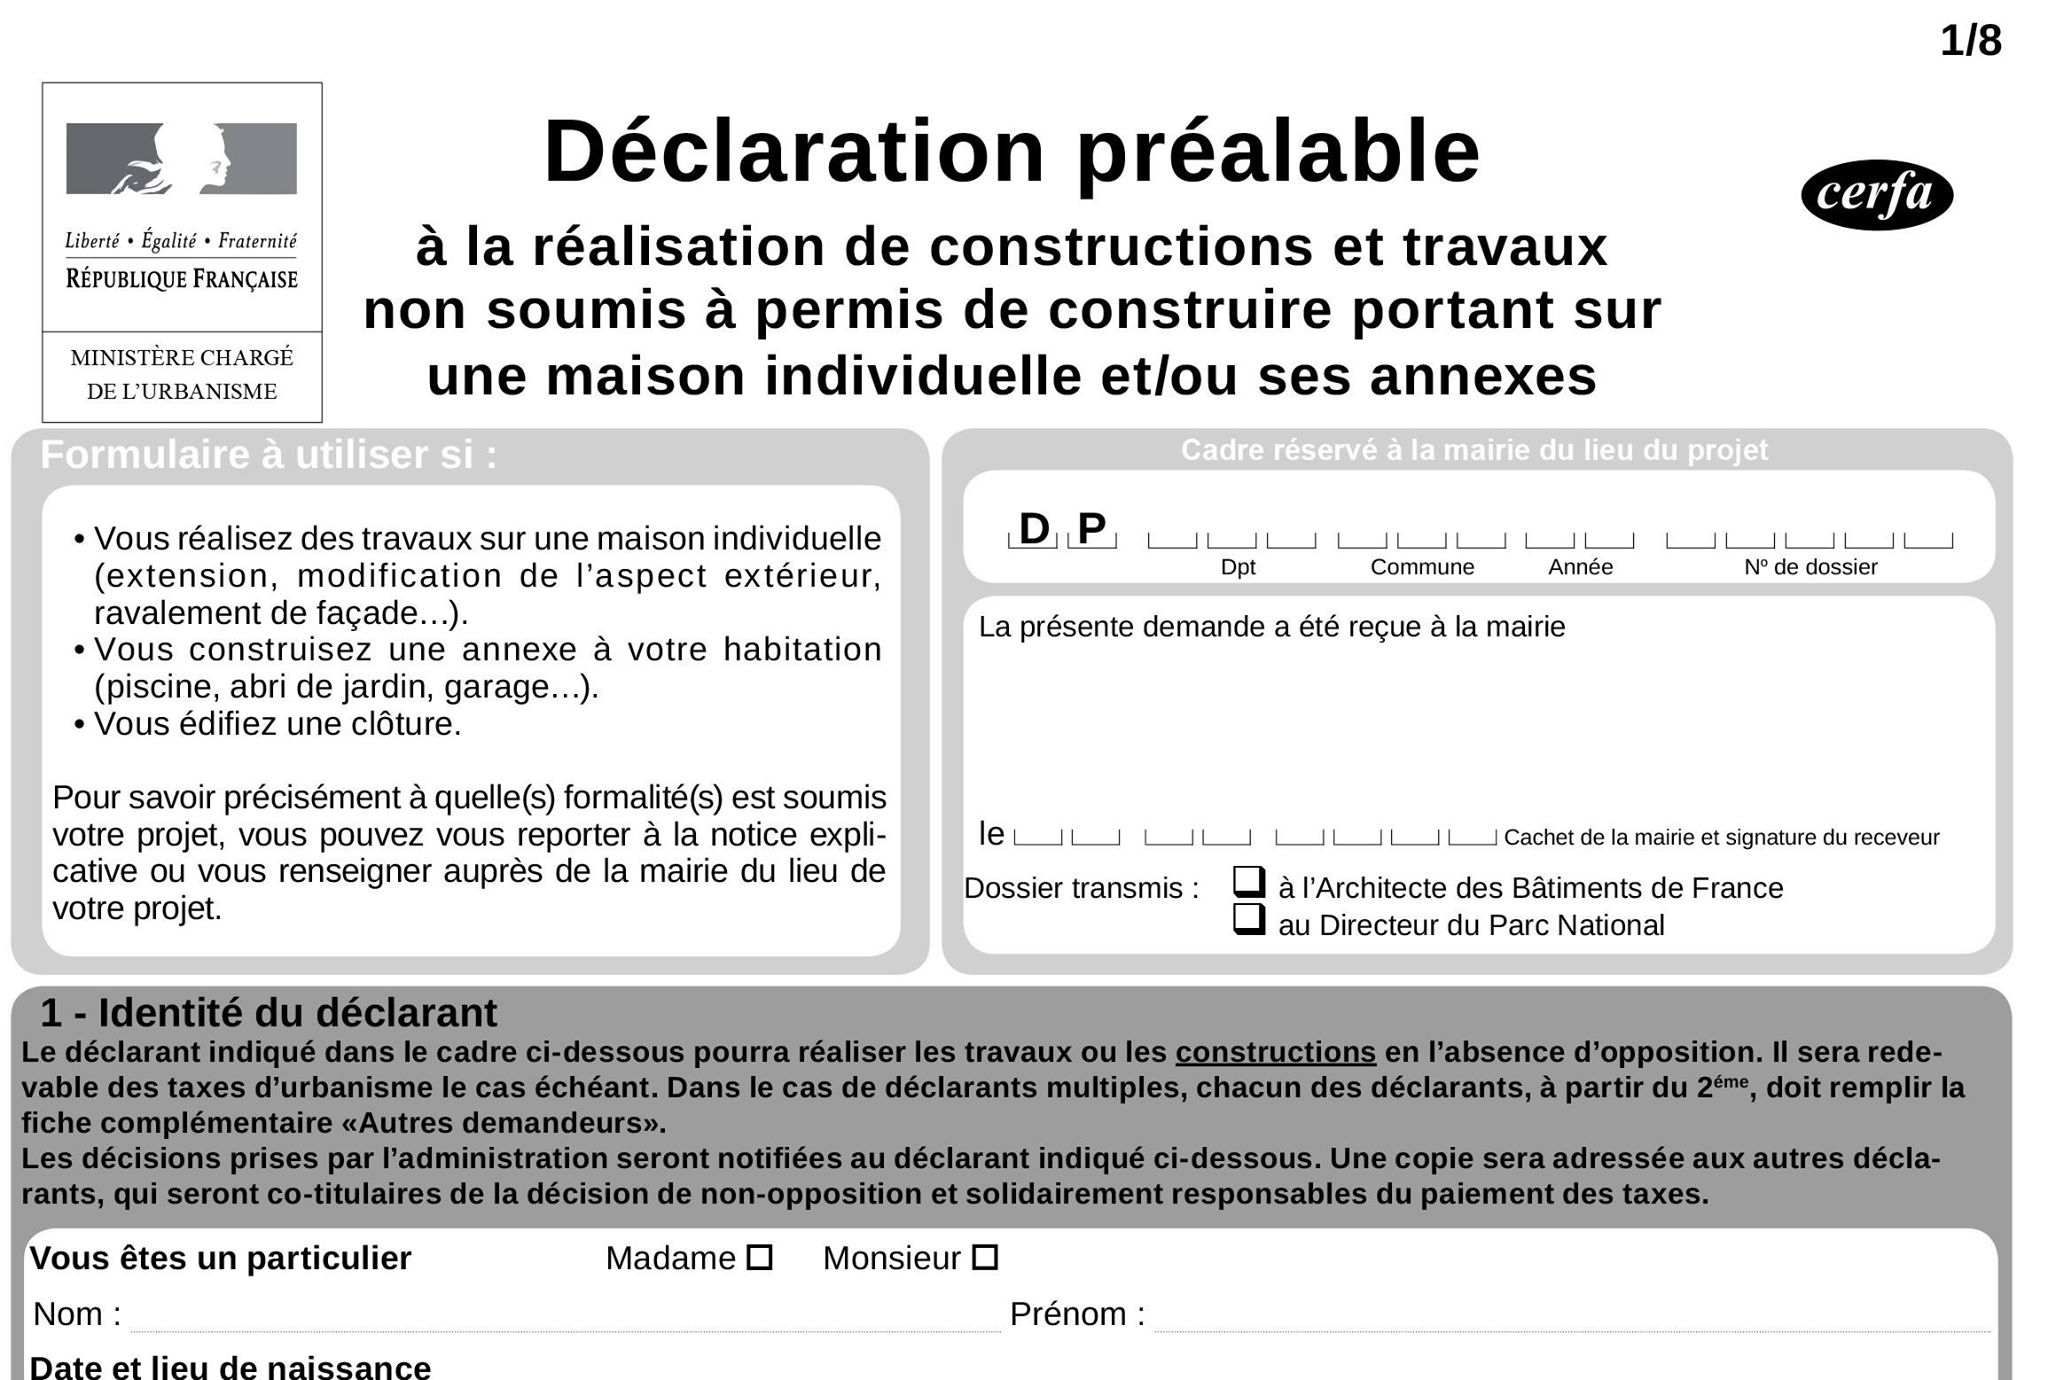 1/8
Liberté • Égalité • Fraternité
RÉPUBLIQUE FRANÇAISE
MINISTÈRE CHARGÉ
DE L’URBANISME
Déclaration préalable
à la réalisation de constructions et travaux
non soumis à permis de construire portant sur
une maison individuelle et/ou ses annexes
cerfa
Formulaire à utiliser si :
• Vous réalisez des travaux sur une maison individuelle
(extension, modification de l’aspect extérieur,
ravalement de façade…).
• Vous construisez une annexe à votre habitation
(piscine, abri de jardin, garage…).
• Vous édifiez une clôture.
Pour savoir précisément à quelle(s) formalité(s) est soumis
votre projet, vous pouvez vous reporter à la notice expli-
cative ou vous renseigner auprès de la mairie du lieu de
votre projet.
Cadre réservé à la mairie du lieu du projet
D P
Dpt Commune Année Nº de dossier
La présente demande a été reçue à la mairie
le Cachet de la mairie et signature du receveur
Dossier transmis : ❑ à l’Architecte des Bâtiments de France
❑ au Directeur du Parc National
1 - Identité du déclarant
Le déclarant indiqué dans le cadre ci-dessous pourra réaliser les travaux ou les constructions en l’absence d’opposition. Il sera rede-
vable des taxes d’urbanisme le cas échéant. Dans le cas de déclarants multiples, chacun des déclarants, à partir du 2éme, doit remplir la
fiche complémentaire «Autres demandeurs».
Les décisions prises par l’administration seront notifiées au déclarant indiqué ci-dessous. Une copie sera adressée aux autres décla-
rants, qui seront co-titulaires de la décision de non-opposition et solidairement responsables du paiement des taxes.
Vous êtes un particulier Madame ☐ Monsieur ☐
Nom : Prénom :
Date et lieu de naissance